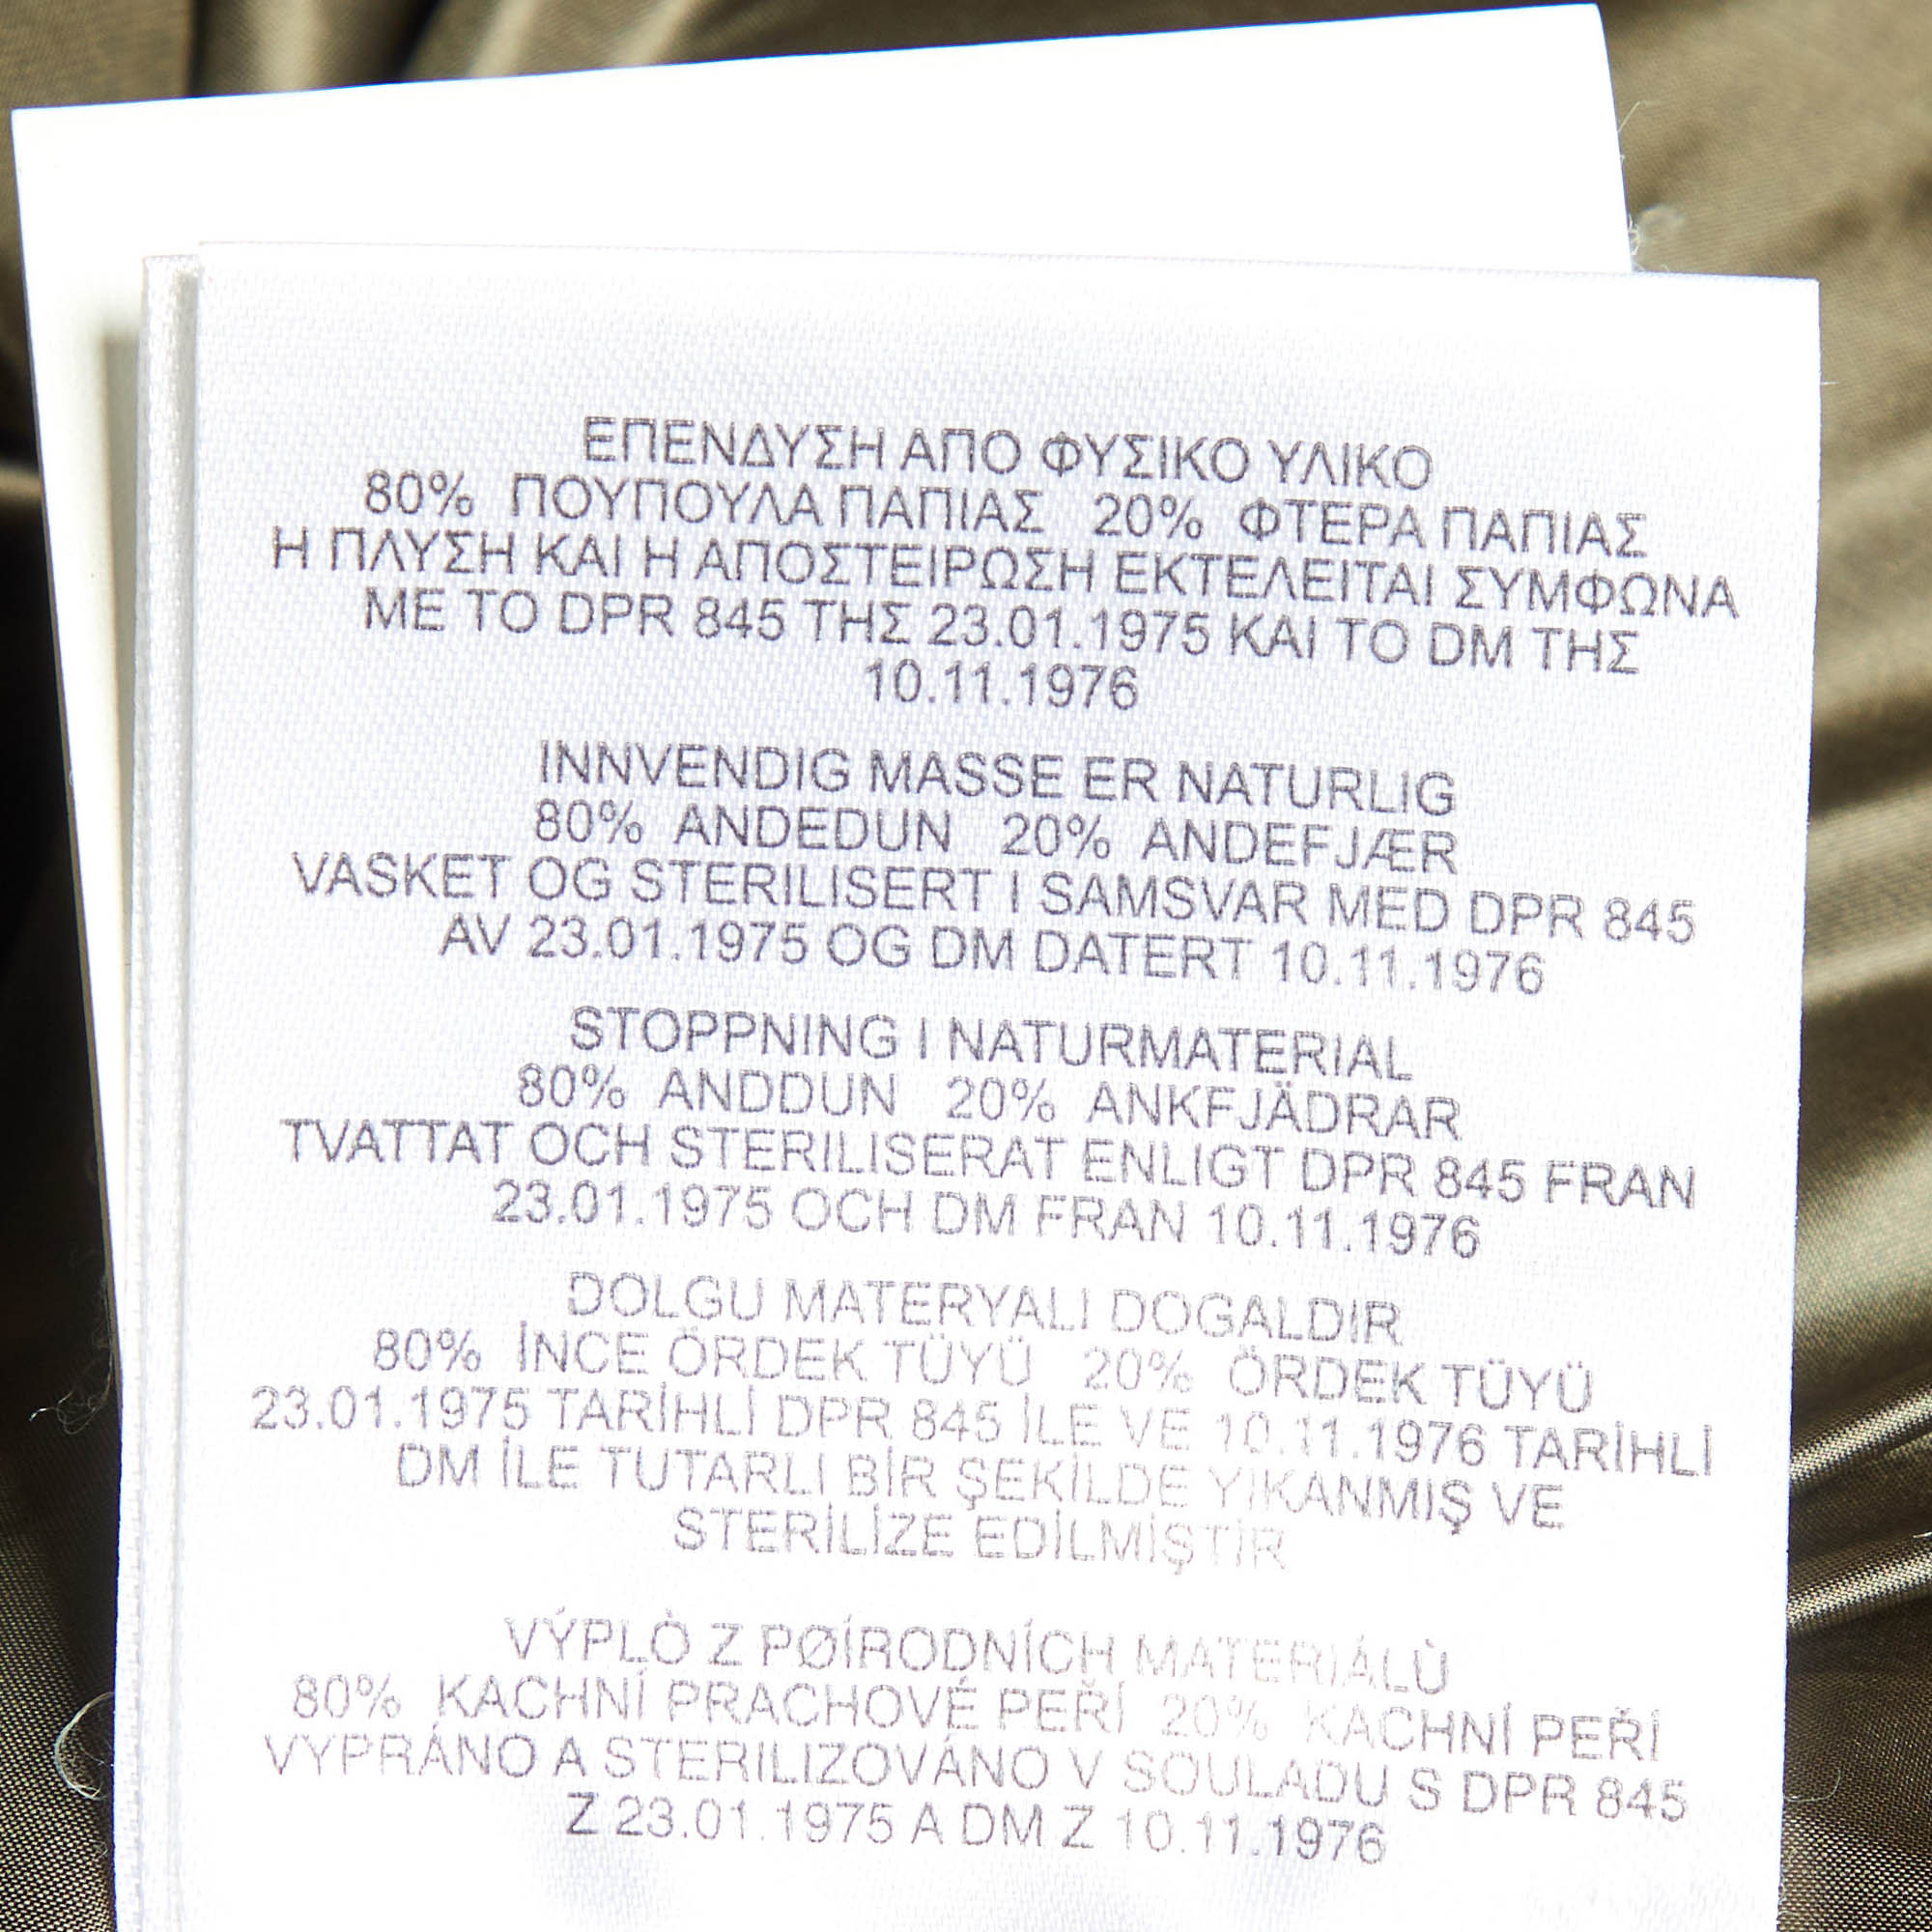 ΕΠΕΝΔΥΣΗ ΑΠΟ ΦΥΣΙΚΟ ΥΛΙΚΟ
80% ΠΟΥΠΟΥΛΑ ΠΑΠΙΑΣ 20% ΦΤΕΡΑ ΠΑΠΙΑΣ
Η ΠΛΥΣΗ ΚΑΙ Η ΑΠΟΣΤΕΙΡΩΣΗ ΕΚΤΕΛΕΙΤΑΙ ΣΥΜΦΩΝΑ
ΜΕ ΤΟ DPR 845 ΤΗΣ 23.01.1975 ΚΑΙ ΤΟ DM ΤΗΣ
10.11.1976
INNVENDIG MASSE ER NATURLIG
80% ANDEDUN 20% ANDEFJÆR
VASKET OG STERILISERT I SAMSVAR MED DPR 845
AV 23.01.1975 OG DM DATERT 10.11.1976
STOPPNING I NATURMATERIAL
80% ANDDUN 20% ANKFJÄDRAR
TVATTAT OCH STERILISERAT ENLIGT DPR 845 FRAN
23.01.1975 OCH DM FRAN 10.11.1976
DOLGU MATERYALI DOGALDIR
80% İNCE ÖRDEK TÜYÜ 20% ÖRDEK TÜYÜ
23.01.1975 TARİHLİ DPR 845 İLE VE 10.11.1976 TARİHLİ
DM İLE TUTARLI BİR ŞEKİLDE YIKANMIŞ VE
STERİLİZE EDİLMİŞTİR
VÝPLÒ Z PØÍRODNÍCH MATERIÁLÙ
80% KACHNÍ PRACHOVÉ PEŘÍ 20% KACHNÍ PEŘÍ
VYPRÁNO A STERILIZOVÁNO V SOULADU S DPR 845
Z 23.01.1975 A DM Z 10.11.1976